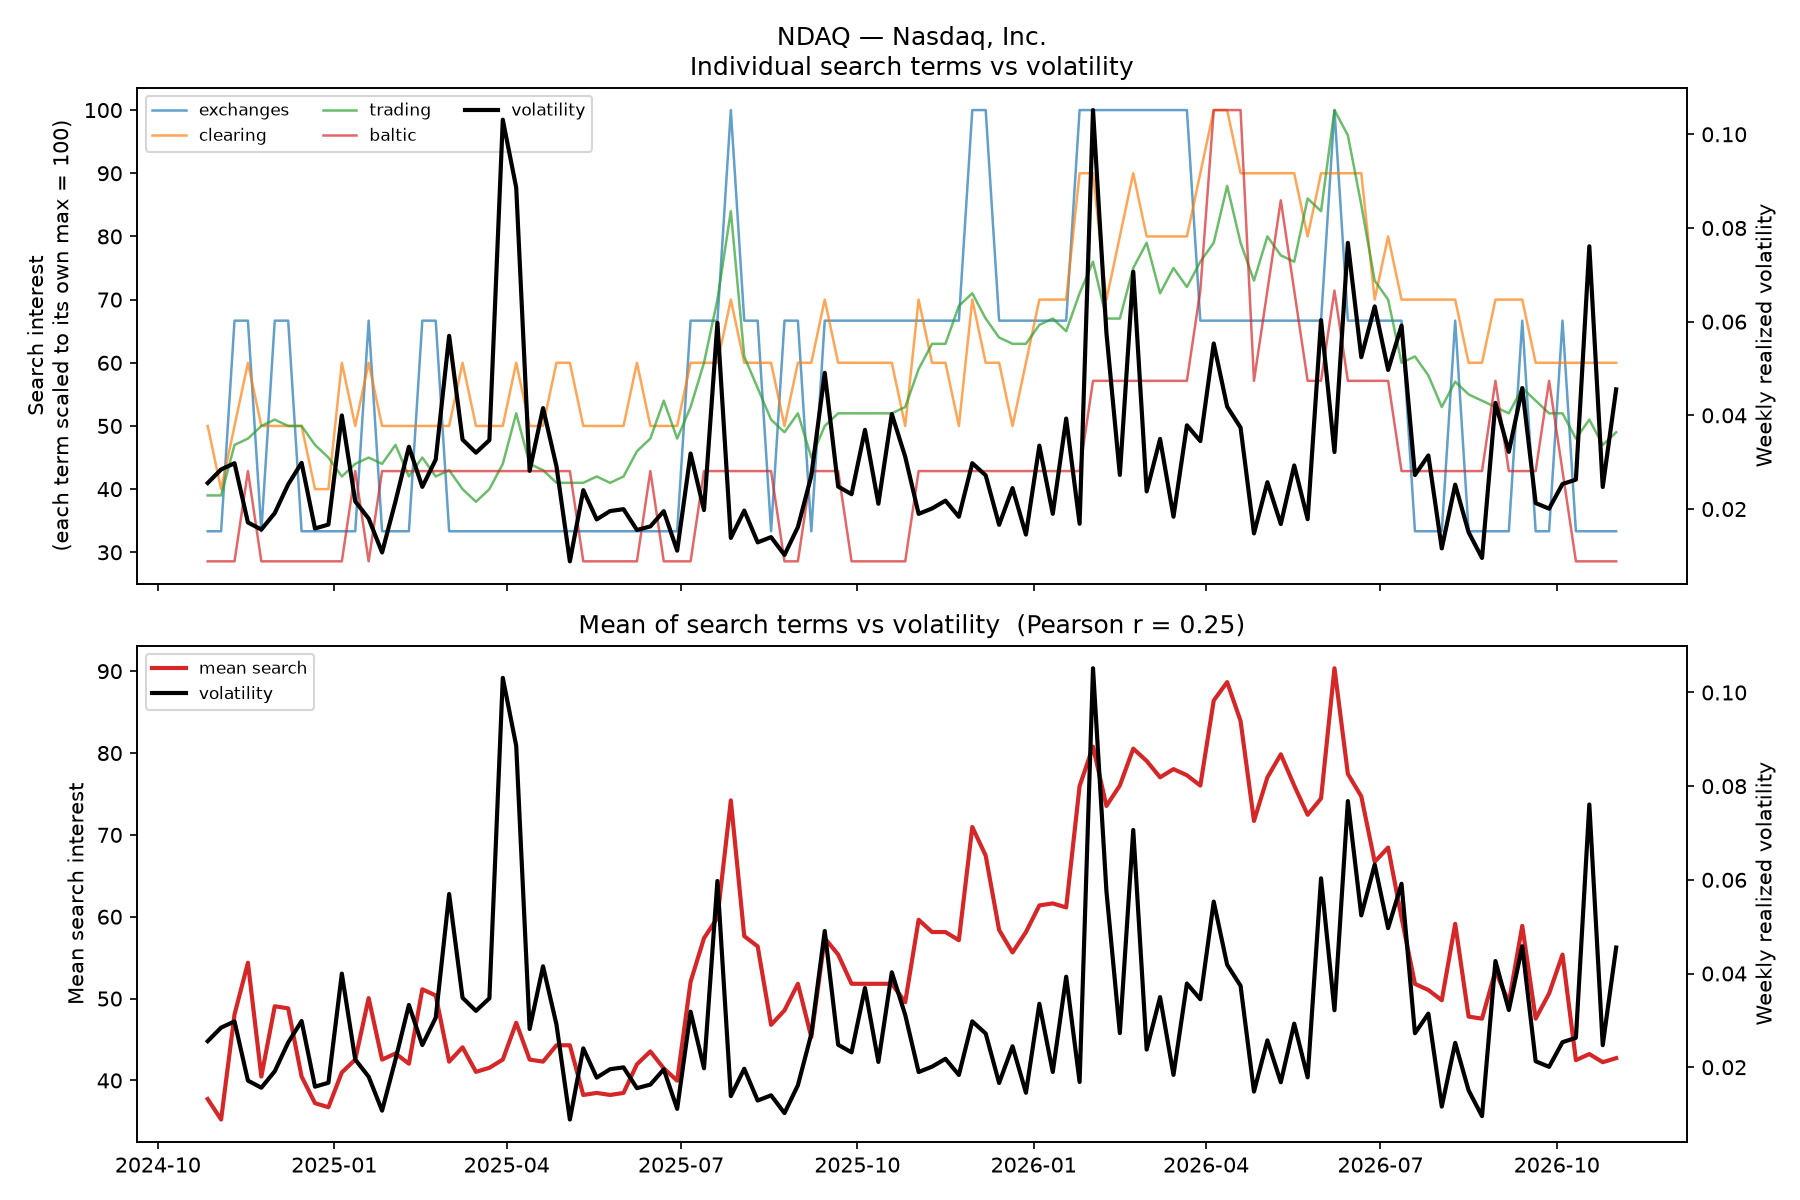 NDAQ — Nasdaq, Inc.
Individual search terms vs volatility
exchanges
clearing
trading
baltic
volatility
Search interest
(each term scaled to its own max = 100)
100
90
80
70
60
50
40
30
0.10
0.08
0.06
0.04
0.02
Weekly realized volatility
Mean of search terms vs volatility (Pearson r = 0.25)
mean search
volatility
Mean search interest
90
80
70
60
50
40
0.10
0.08
0.06
0.04
0.02
Weekly realized volatility
2024-10
2025-01
2025-04
2025-07
2025-10
2026-01
2026-04
2026-07
2026-10